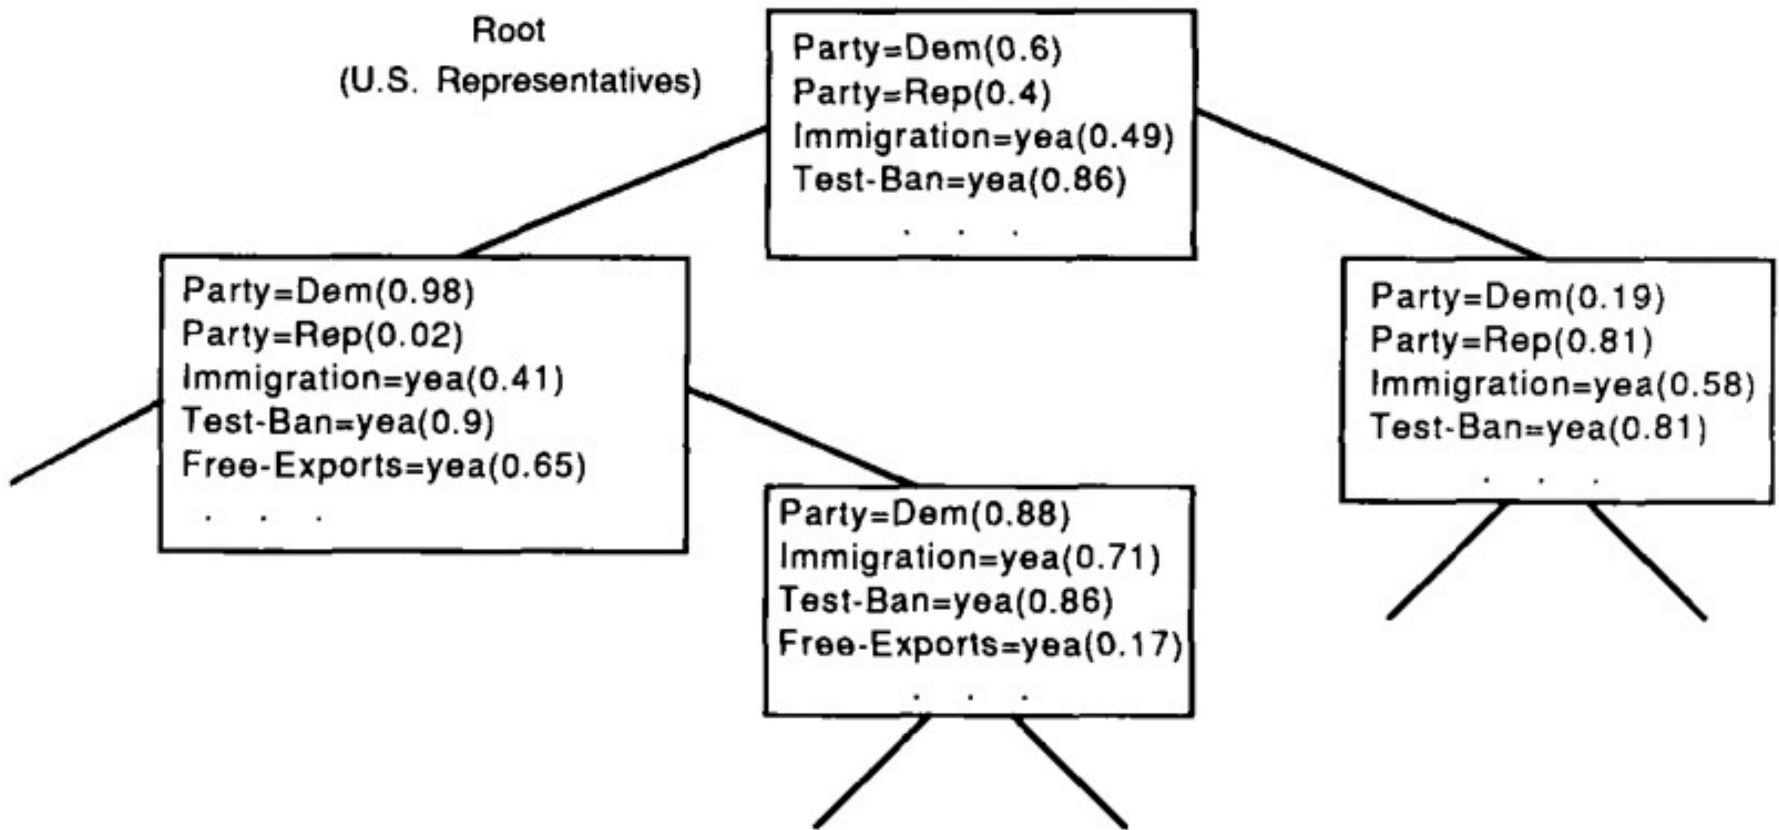 Root
(U.S. Representatives)
Party=Dem(0.6)
Party=Rep(0.4)
Immigration=yea(0.49)
Test-Ban=yea(0.86)
. . .
Party=Dem(0.98)
Party=Rep(0.02)
Immigration=yea(0.41)
Test-Ban=yea(0.9)
Free-Exports=yea(0.65)
. . .
Party=Dem(0.19)
Party=Rep(0.81)
Immigration=yea(0.58)
Test-Ban=yea(0.81)
. . .
Party=Dem(0.88)
Immigration=yea(0.71)
Test-Ban=yea(0.86)
Free-Exports=yea(0.17)
. . .